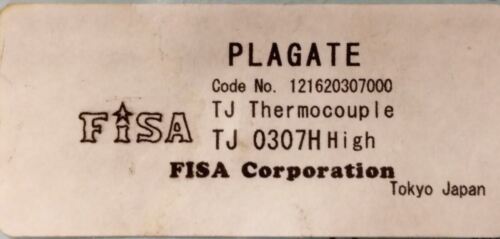 PLAGATE
Code No. 121620307000
TJ Thermocouple
FiSA
TJ 0307H High
FISA Corporation
Tokyo Japan